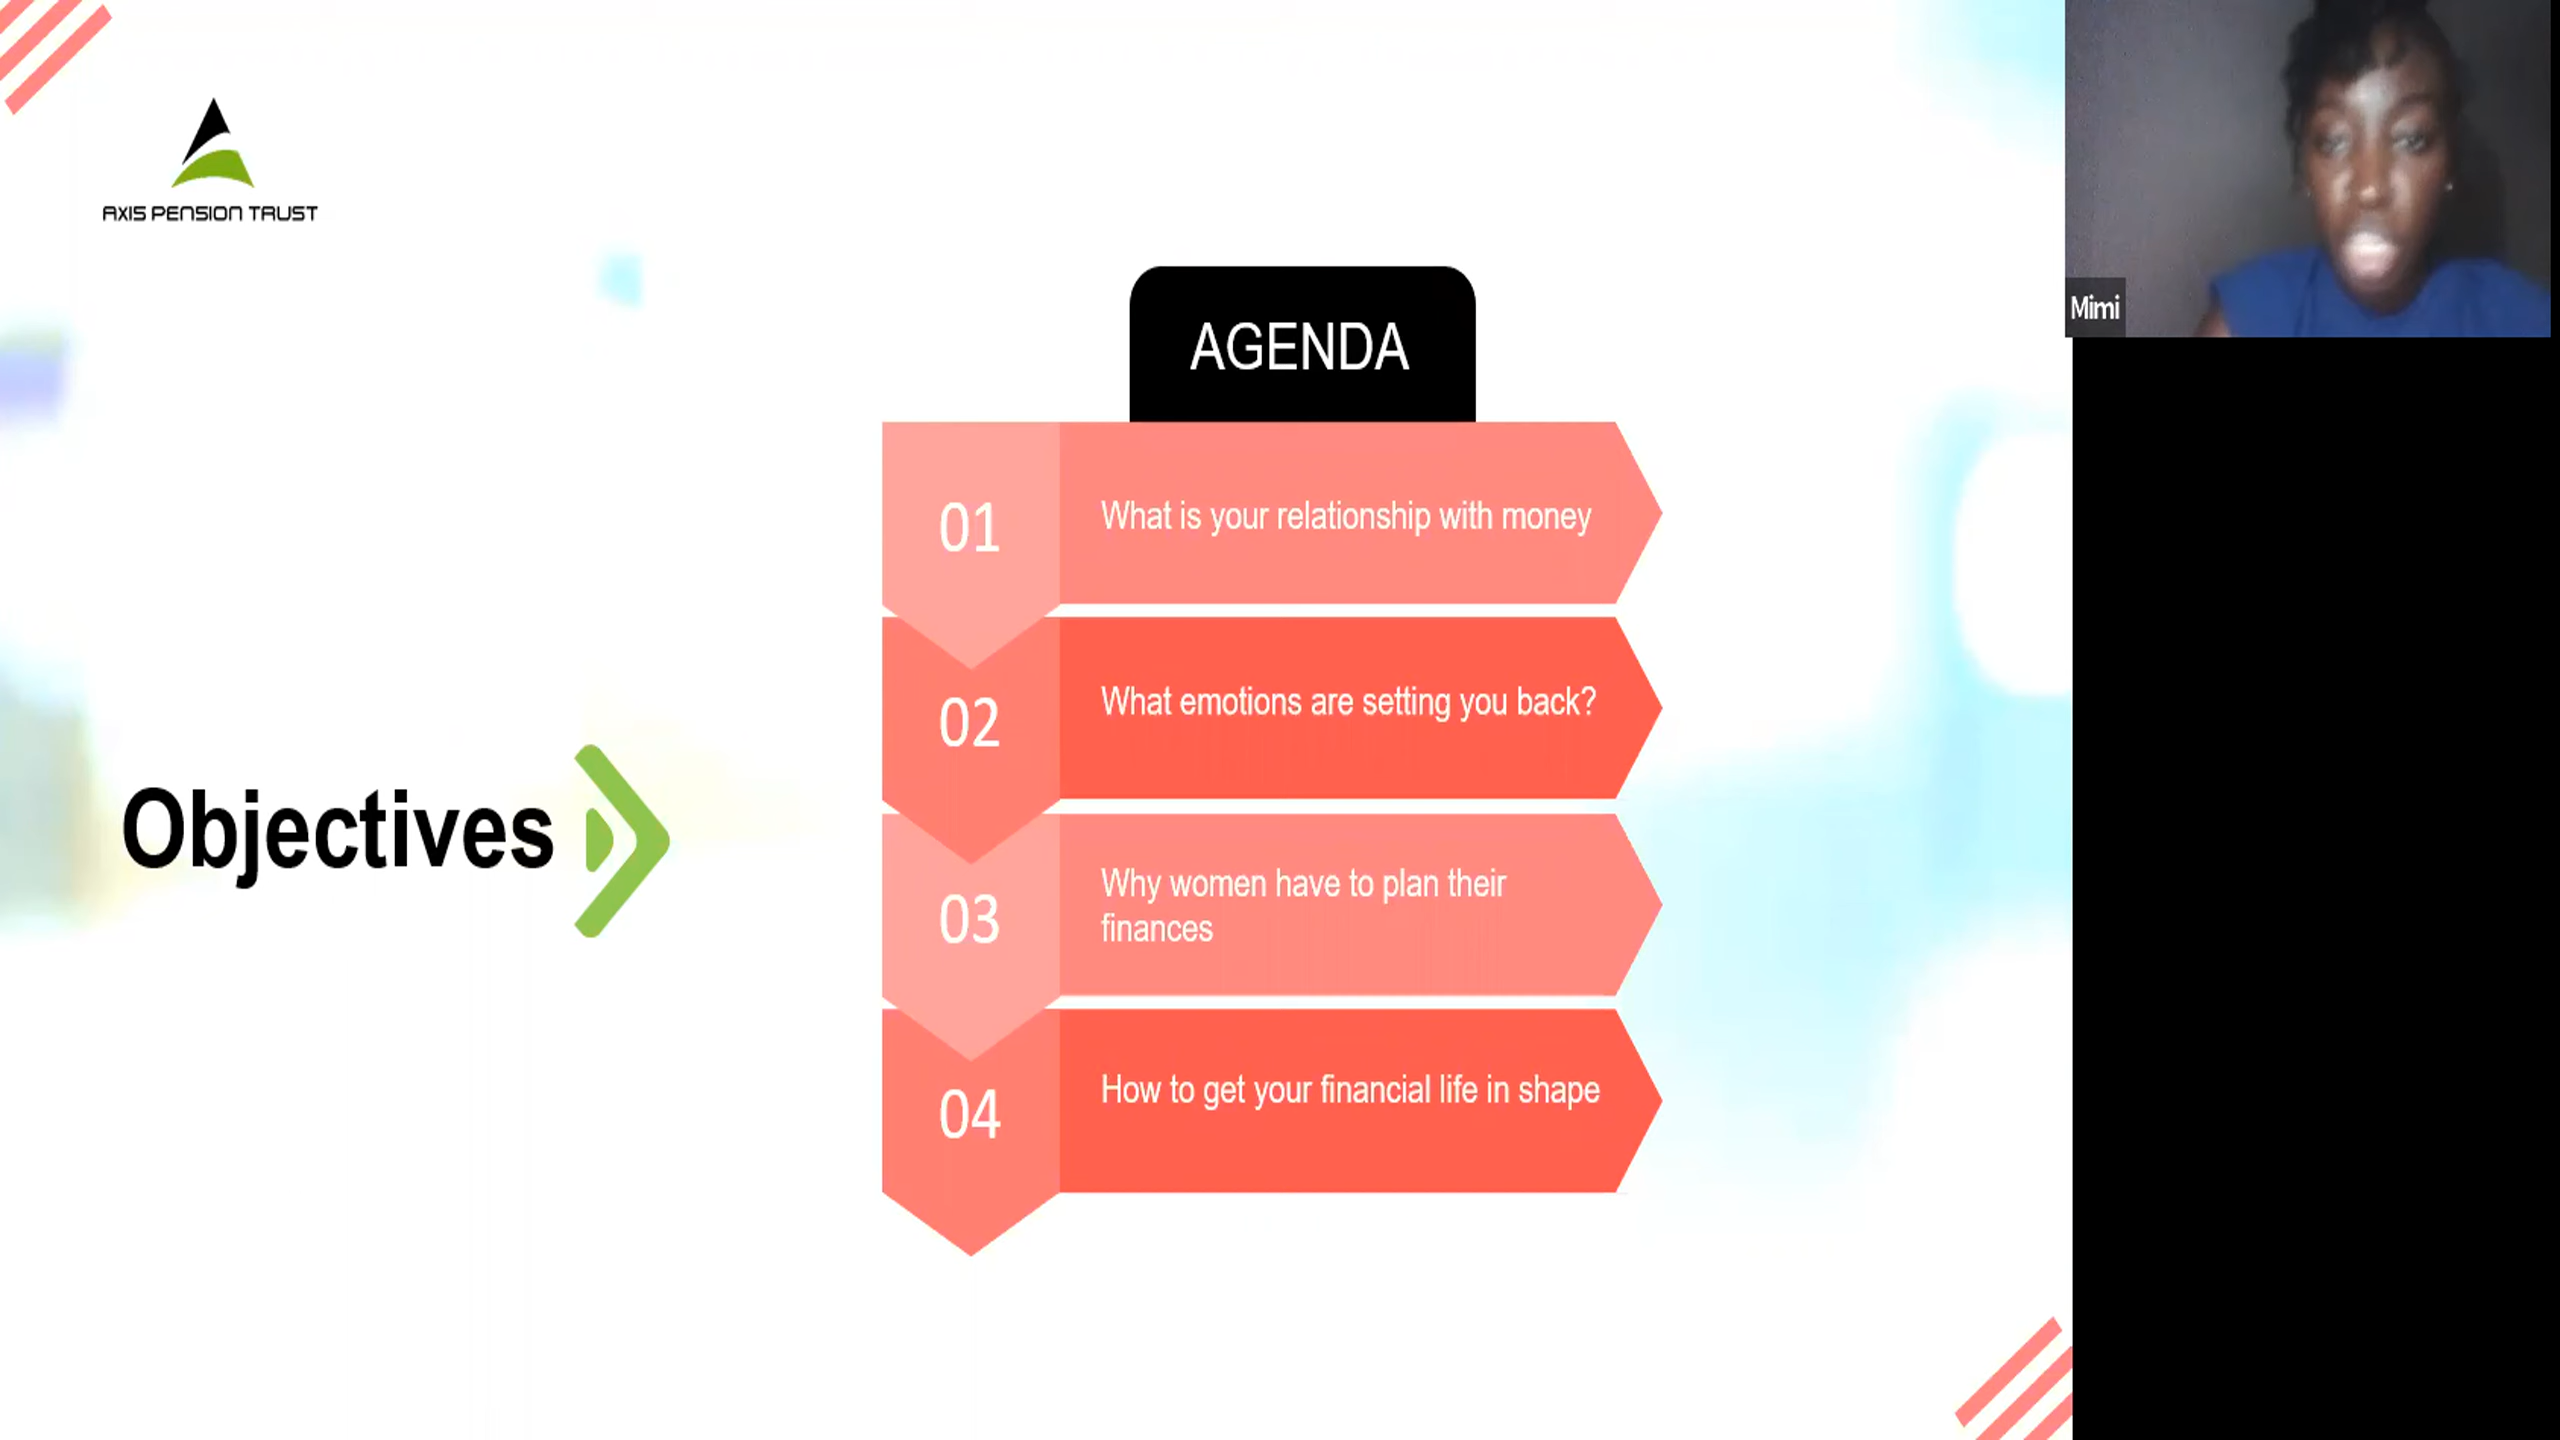 AXIS PENSION TRUST
Mimi
AGENDA
01
What is your relationship with money
02
What emotions are setting you back?
Objectives
03
Why women have to plan their
finances
04
How to get your financial life in shape